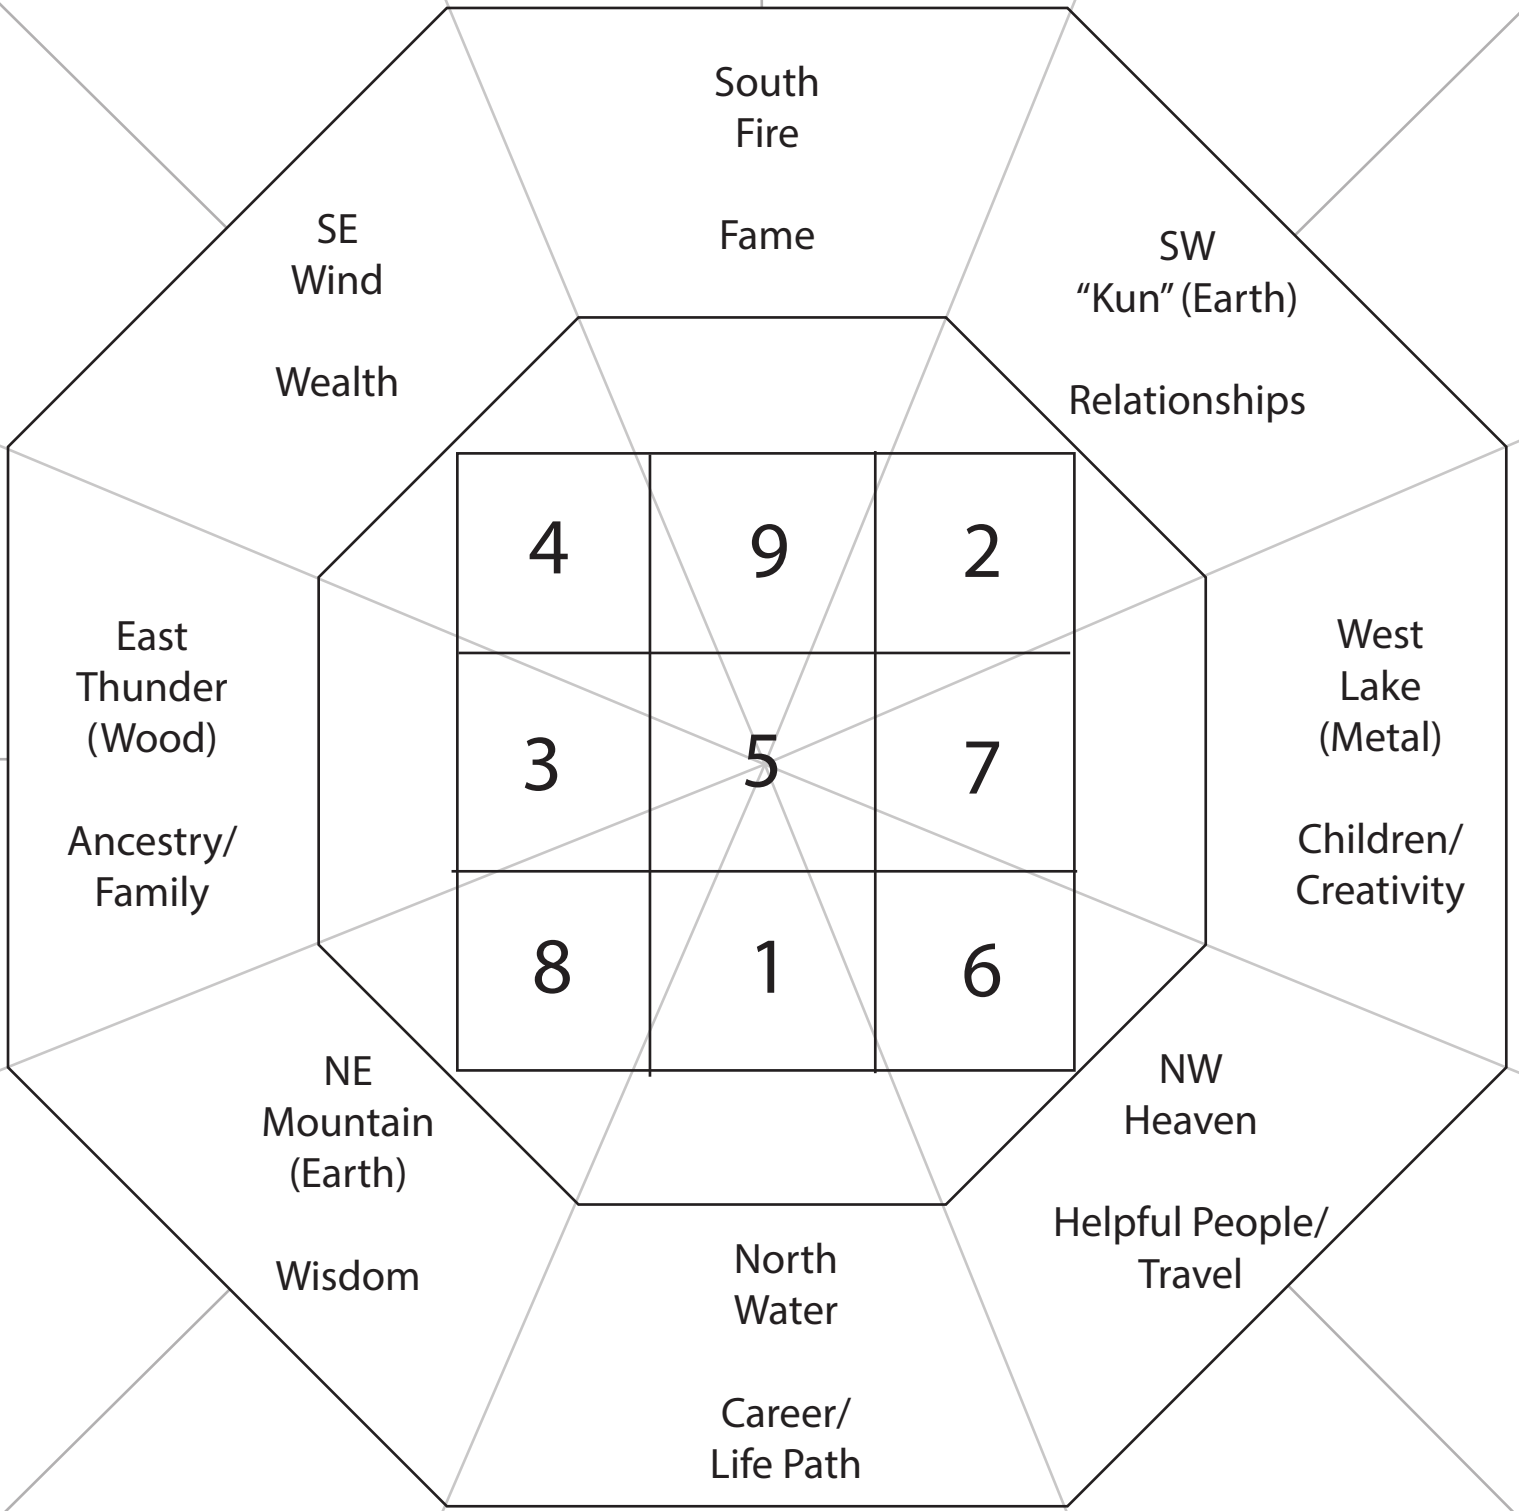 South
Fire
Fame
SE
Wind
Wealth
SW
“Kun” (Earth)
Relationships
4 9 2
East
Thunder
(Wood)
Ancestry/
Family
3 5 7
West
Lake
(Metal)
Children/
Creativity
8 1 6
NE
Mountain
(Earth)
Wisdom
North
Water
Career/
Life Path
NW
Heaven
Helpful People/
Travel